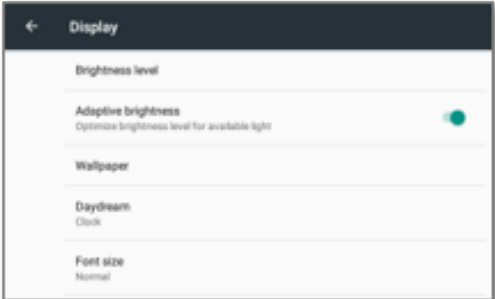 Display
Brightness level
Adaptive brightness
Optimize brightness level for available light
Wallpaper
Daydream
Clock
Font size
Normal